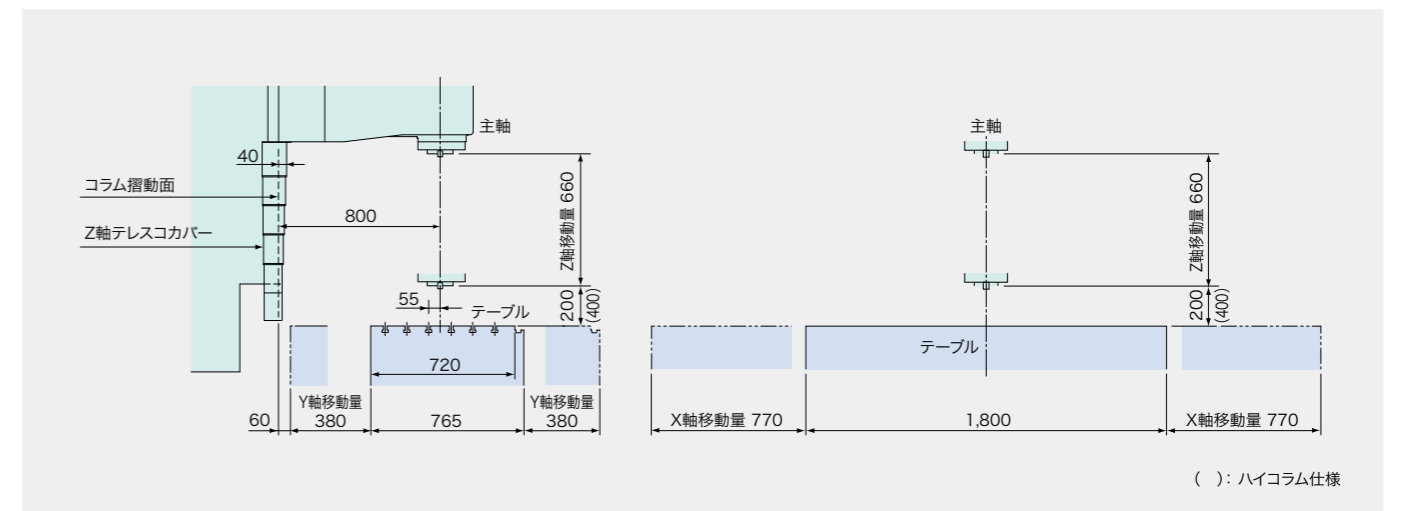 主軸
40
コラム摺動面
800
Z軸テレスコカバー
Z軸移動量 660
55
テーブル
200
(400)
720
Y軸移動量
Y軸移動量
60
380
765
380
主軸
Z軸移動量 660
200
(400)
テーブル
X軸移動量 770
1,800
X軸移動量 770
( ): ハイコラム仕様